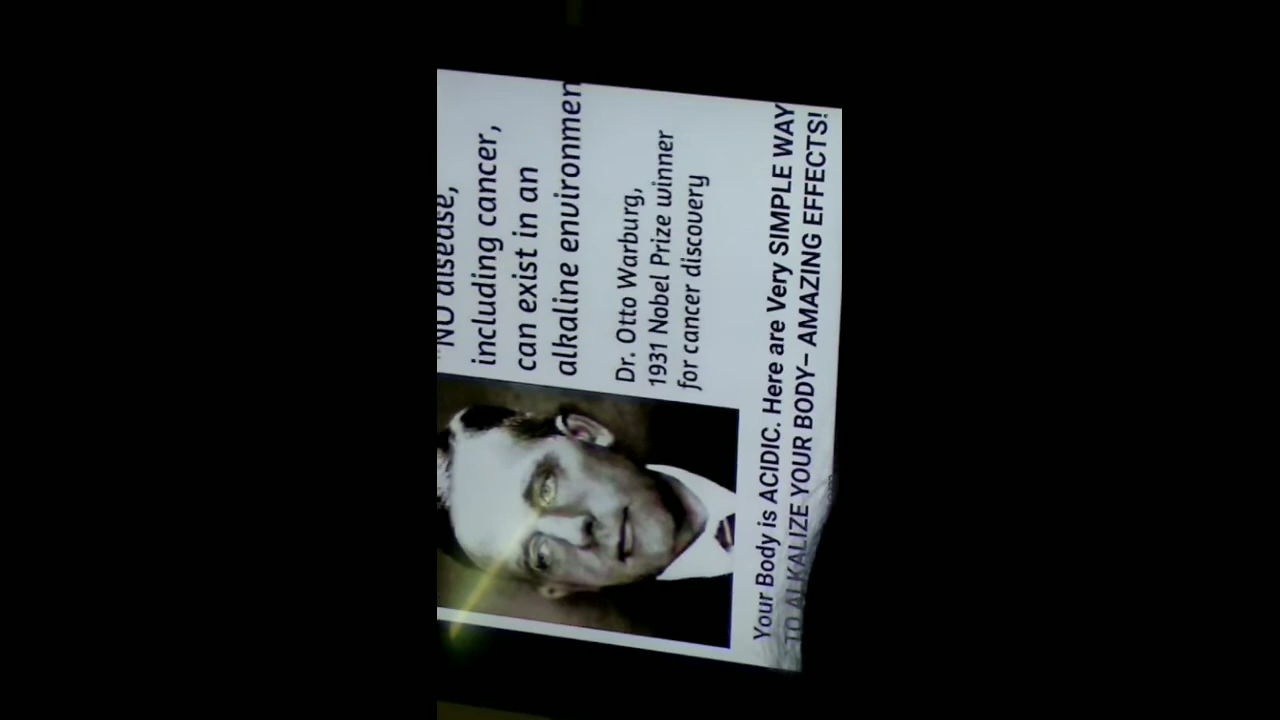 "NO disease,
including cancer,
can exist in an
alkaline environmen
Dr. Otto Warburg,
1931 Nobel Prize winner
for cancer discovery
Your Body is ACIDIC. Here are Very SIMPLE WAY
TO ALKALIZE YOUR BODY– AMAZING EFFECTS!